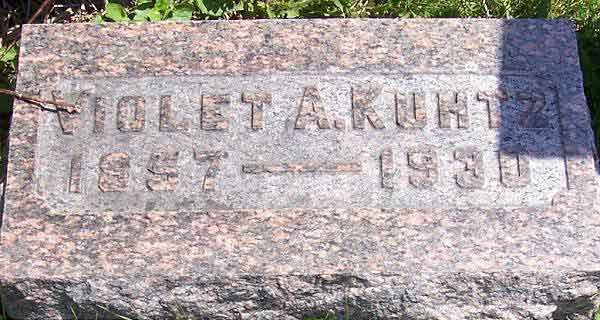 VIOLET A. KUHTZ
1857 — 1930